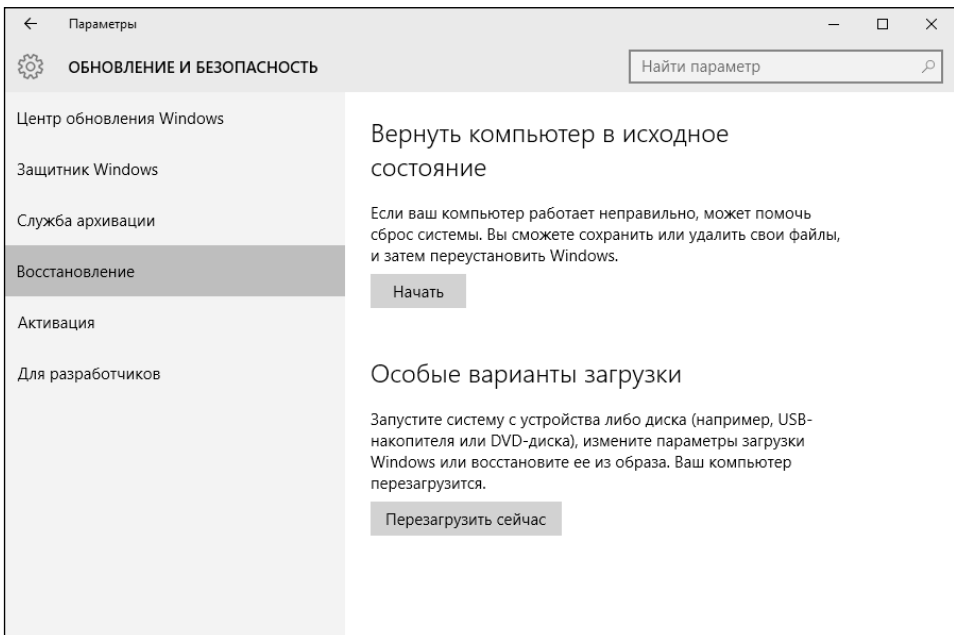 Параметры
ОБНОВЛЕНИЕ И БЕЗОПАСНОСТЬ
Найти параметр
Центр обновления Windows
Защитник Windows
Служба архивации
Восстановление
Активация
Для разработчиков
Вернуть компьютер в исходное
состояние
Если ваш компьютер работает неправильно, может помочь
сброс системы. Вы сможете сохранить или удалить свои файлы,
и затем переустановить Windows.
Начать
Особые варианты загрузки
Запустите систему с устройства либо диска (например, USB-
накопителя или DVD-диска), измените параметры загрузки
Windows или восстановите ее из образа. Ваш компьютер
перезагрузится.
Перезагрузить сейчас